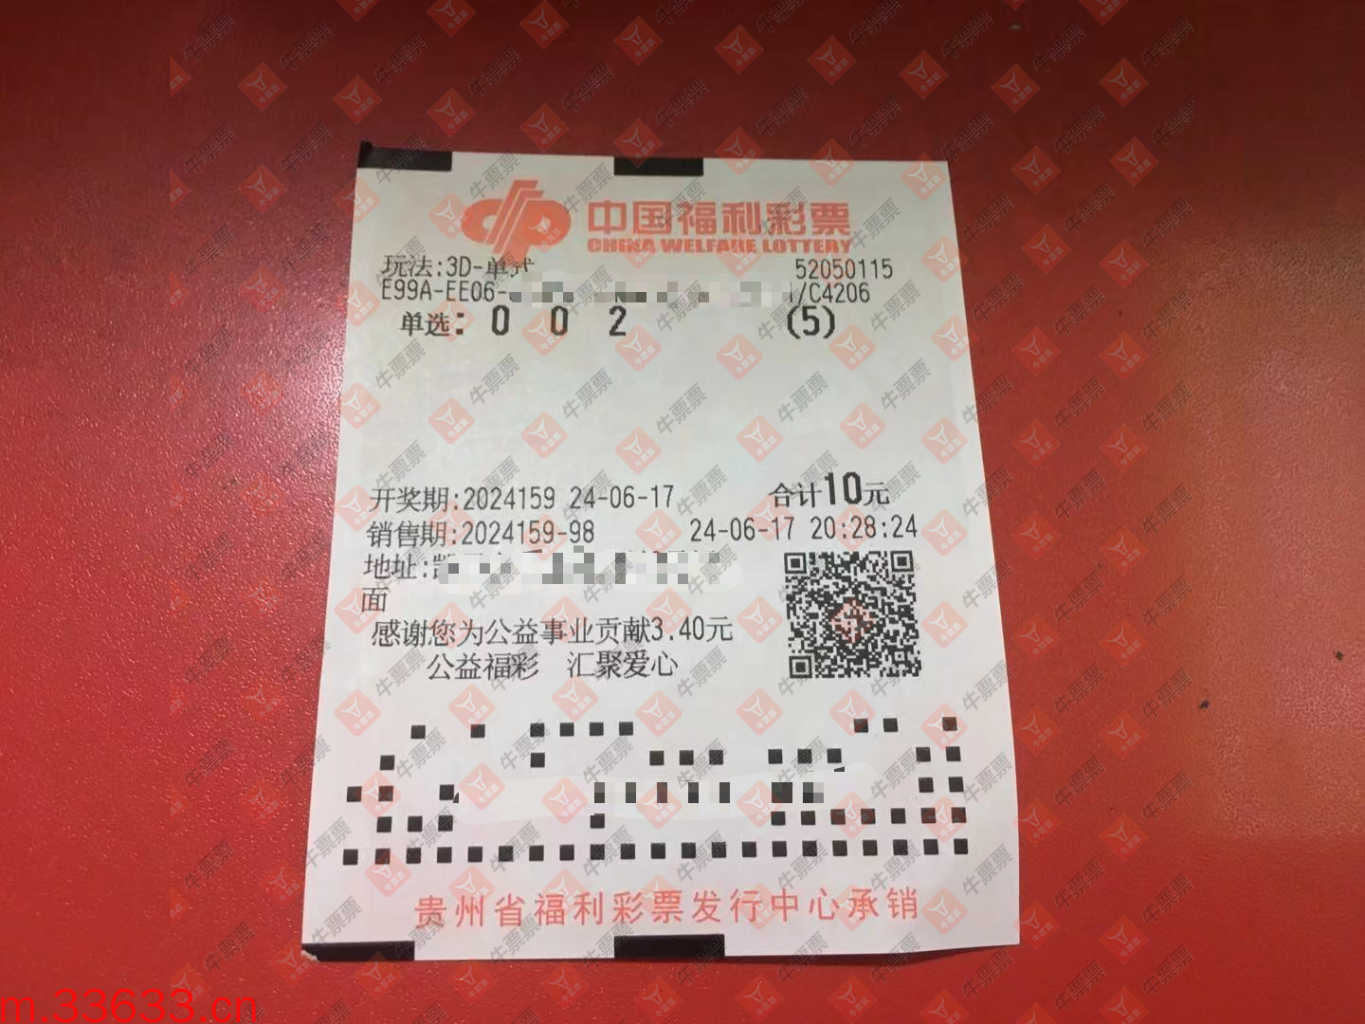 中国福利彩票
CHINA WELFARE LOTTERY
玩法:3D-单式 52050115
E99A-EE06- /C4206
单选: 0 0 2 (5)
开奖期:2024159 24-06-17 合计10元
销售期:2024159-98 24-06-17 20:28:24
地址:凯
面
感谢您为公益事业贡献3.40元
公益福彩 汇聚爱心
贵州省福利彩票发行中心承销
牛票票
m.33633.cn